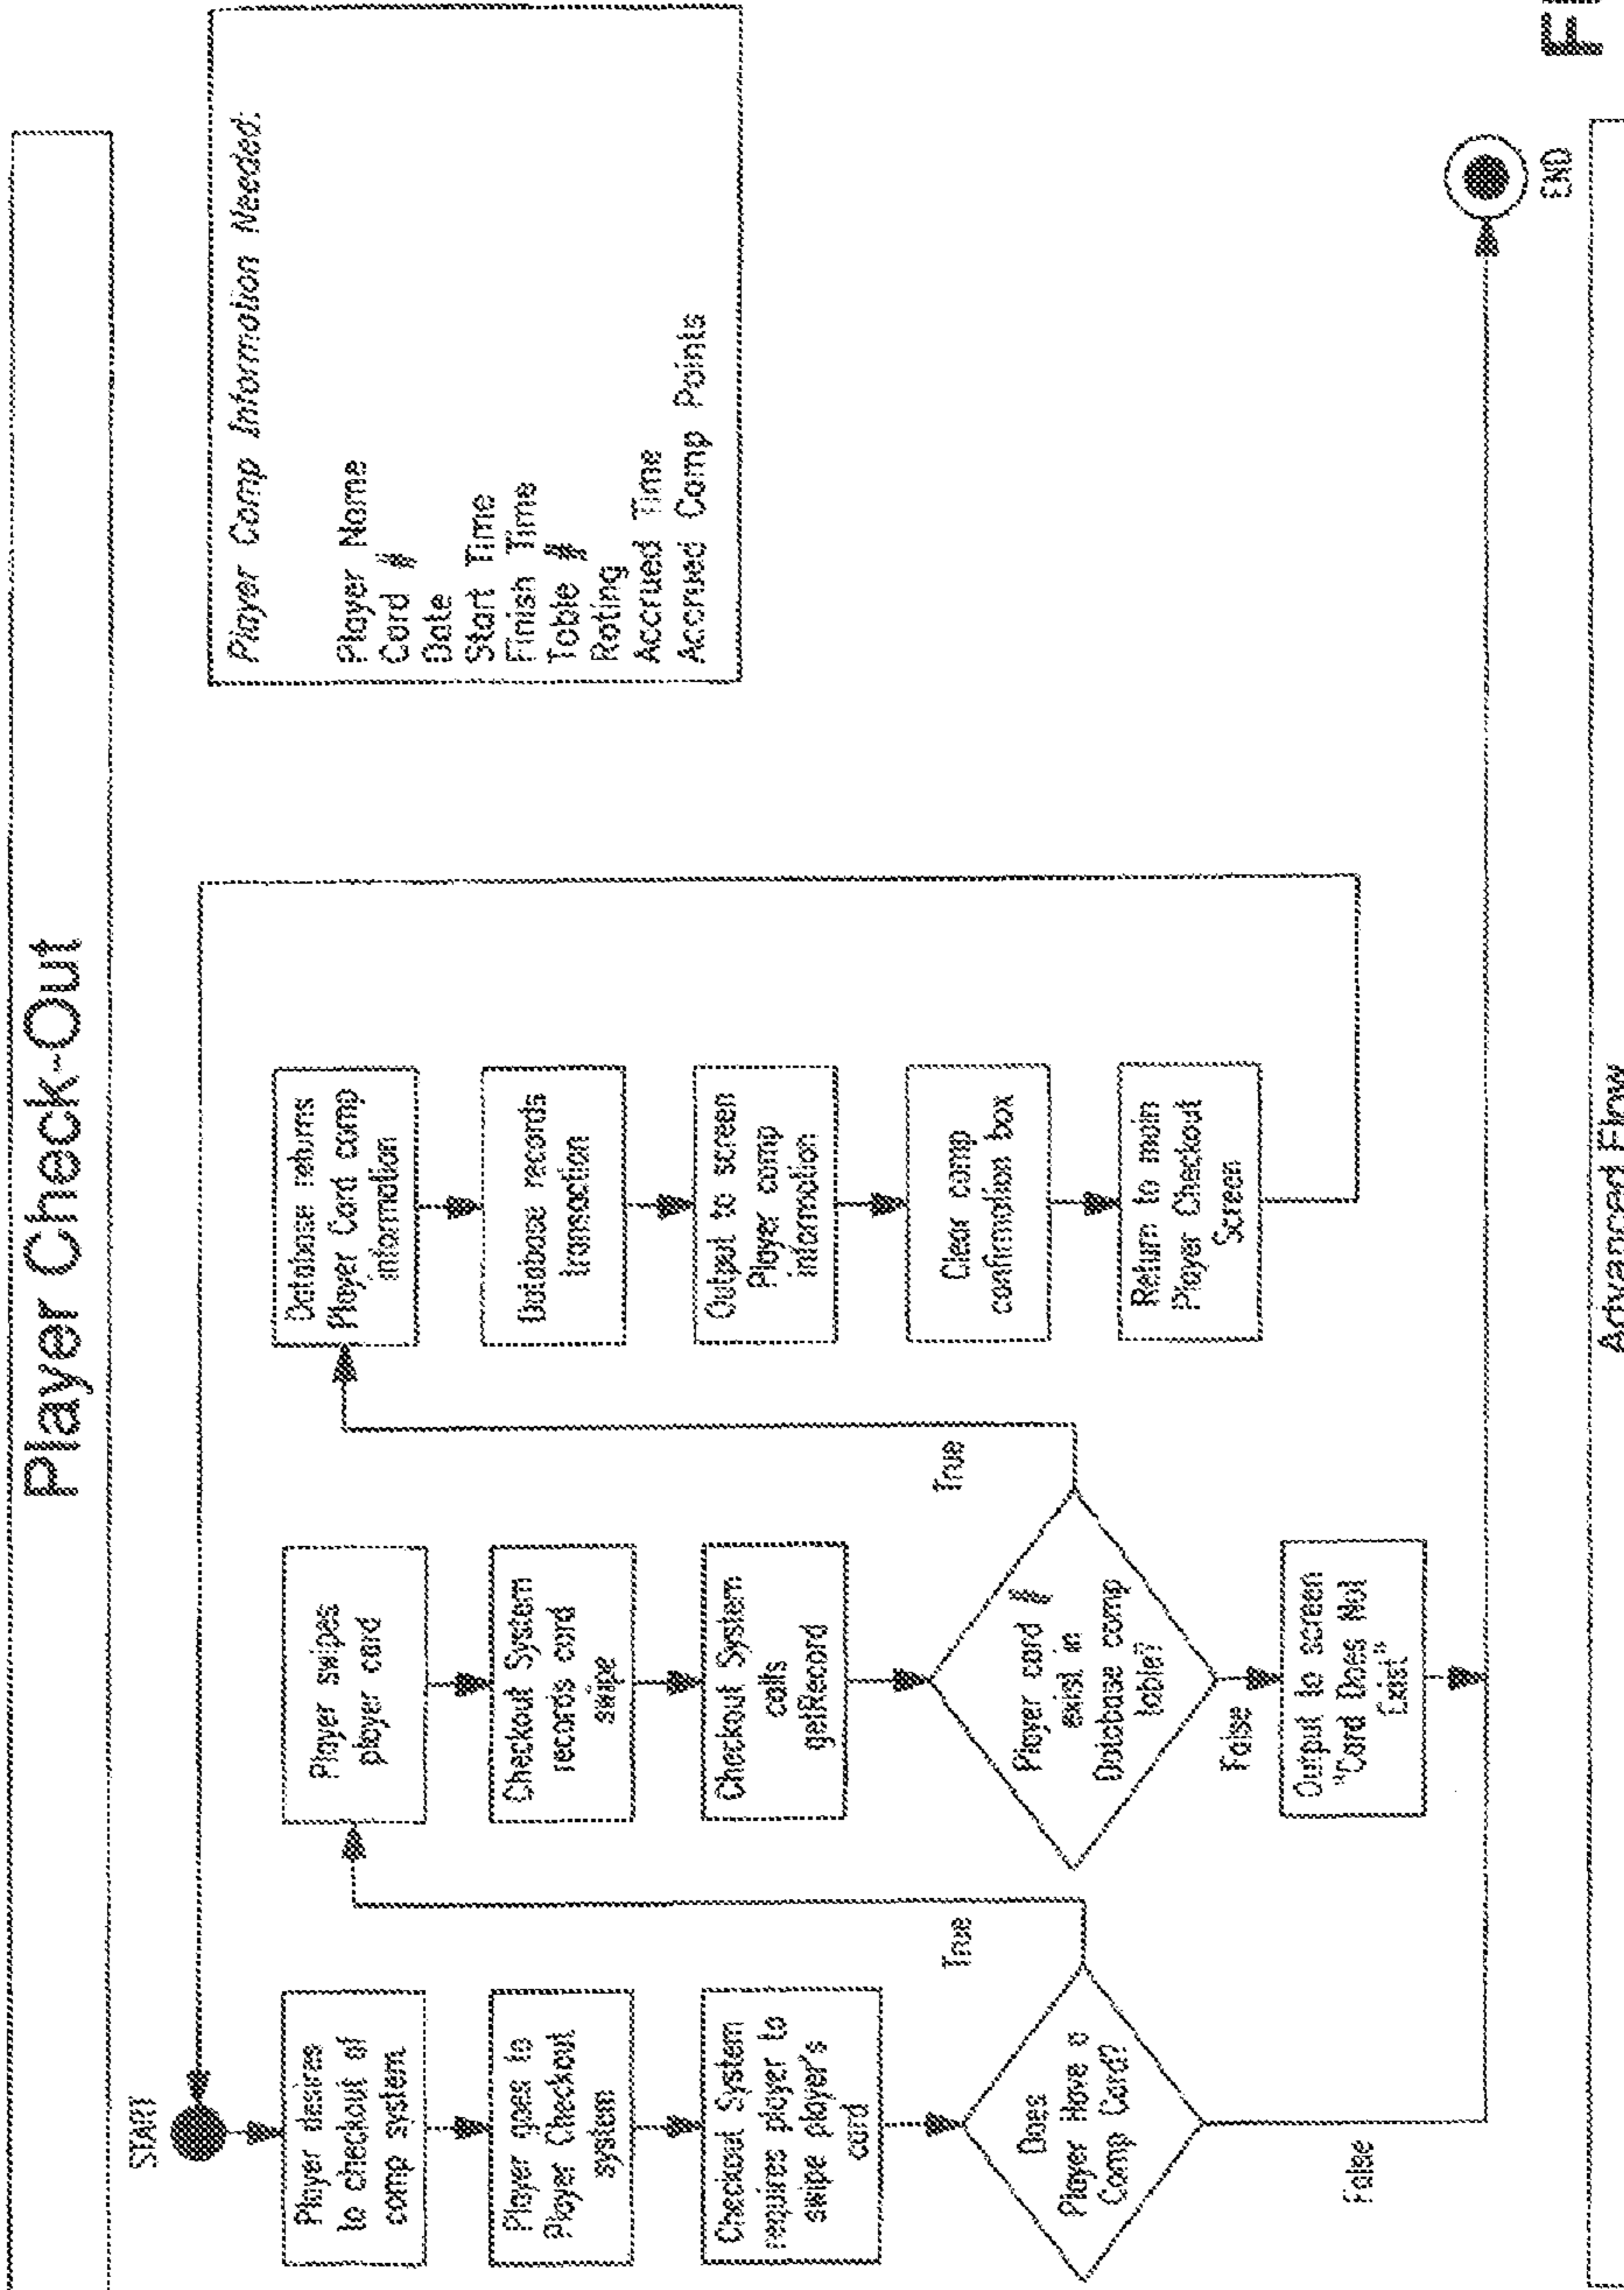 Player Check-Out
START
Player desires
to checkout of
comp system
Player goes to
Player Checkout
system
Checkout System
requires player to
swipe player's
card
Does
Player Have a
Comp Card?
True
False
Player swipes
player card
Checkout System
records card
swipe
Checkout System
calls
getRecord
Player card #
exist in
Database comp
table?
True
False
Output to screen
"Card Does Not
Exist"
Database returns
Player Card comp
information
Database records
transaction
Output to screen
Player comp
information
Clear comp
confirmation box
Return to main
Player Checkout
Screen
Player Comp Information Needed:
Player Name
Card #
Date
Start Time
Finish Time
Table #
Rating
Accrued Time
Accrued Comp Points
END
Advanced Flow